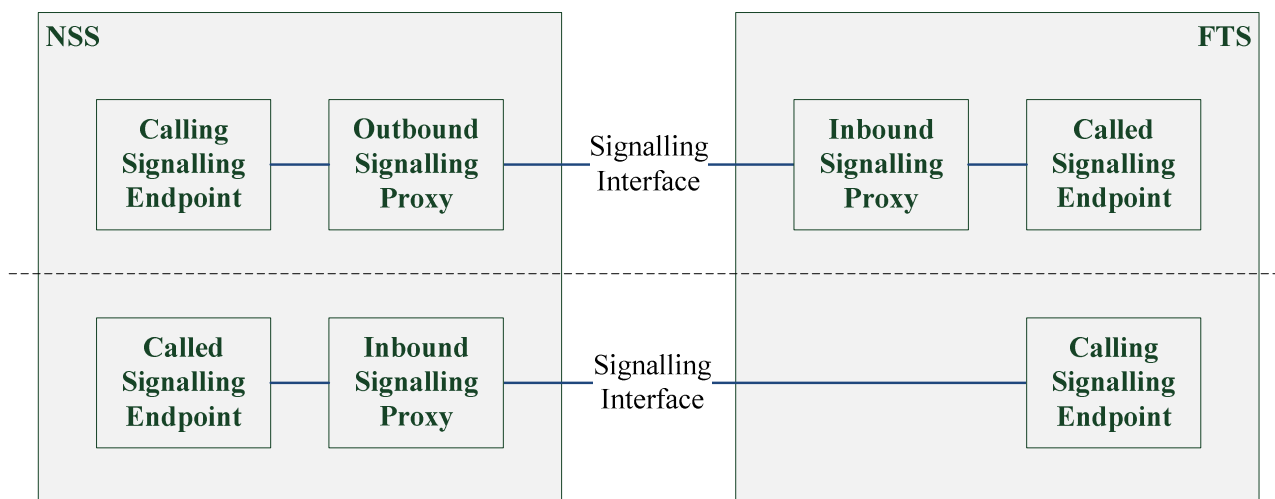 NSS
FTS
Calling
Signalling
Endpoint
Outbound
Signalling
Proxy
Signalling
Interface
Inbound
Signalling
Proxy
Called
Signalling
Endpoint
Called
Signalling
Endpoint
Inbound
Signalling
Proxy
Signalling
Interface
Calling
Signalling
Endpoint